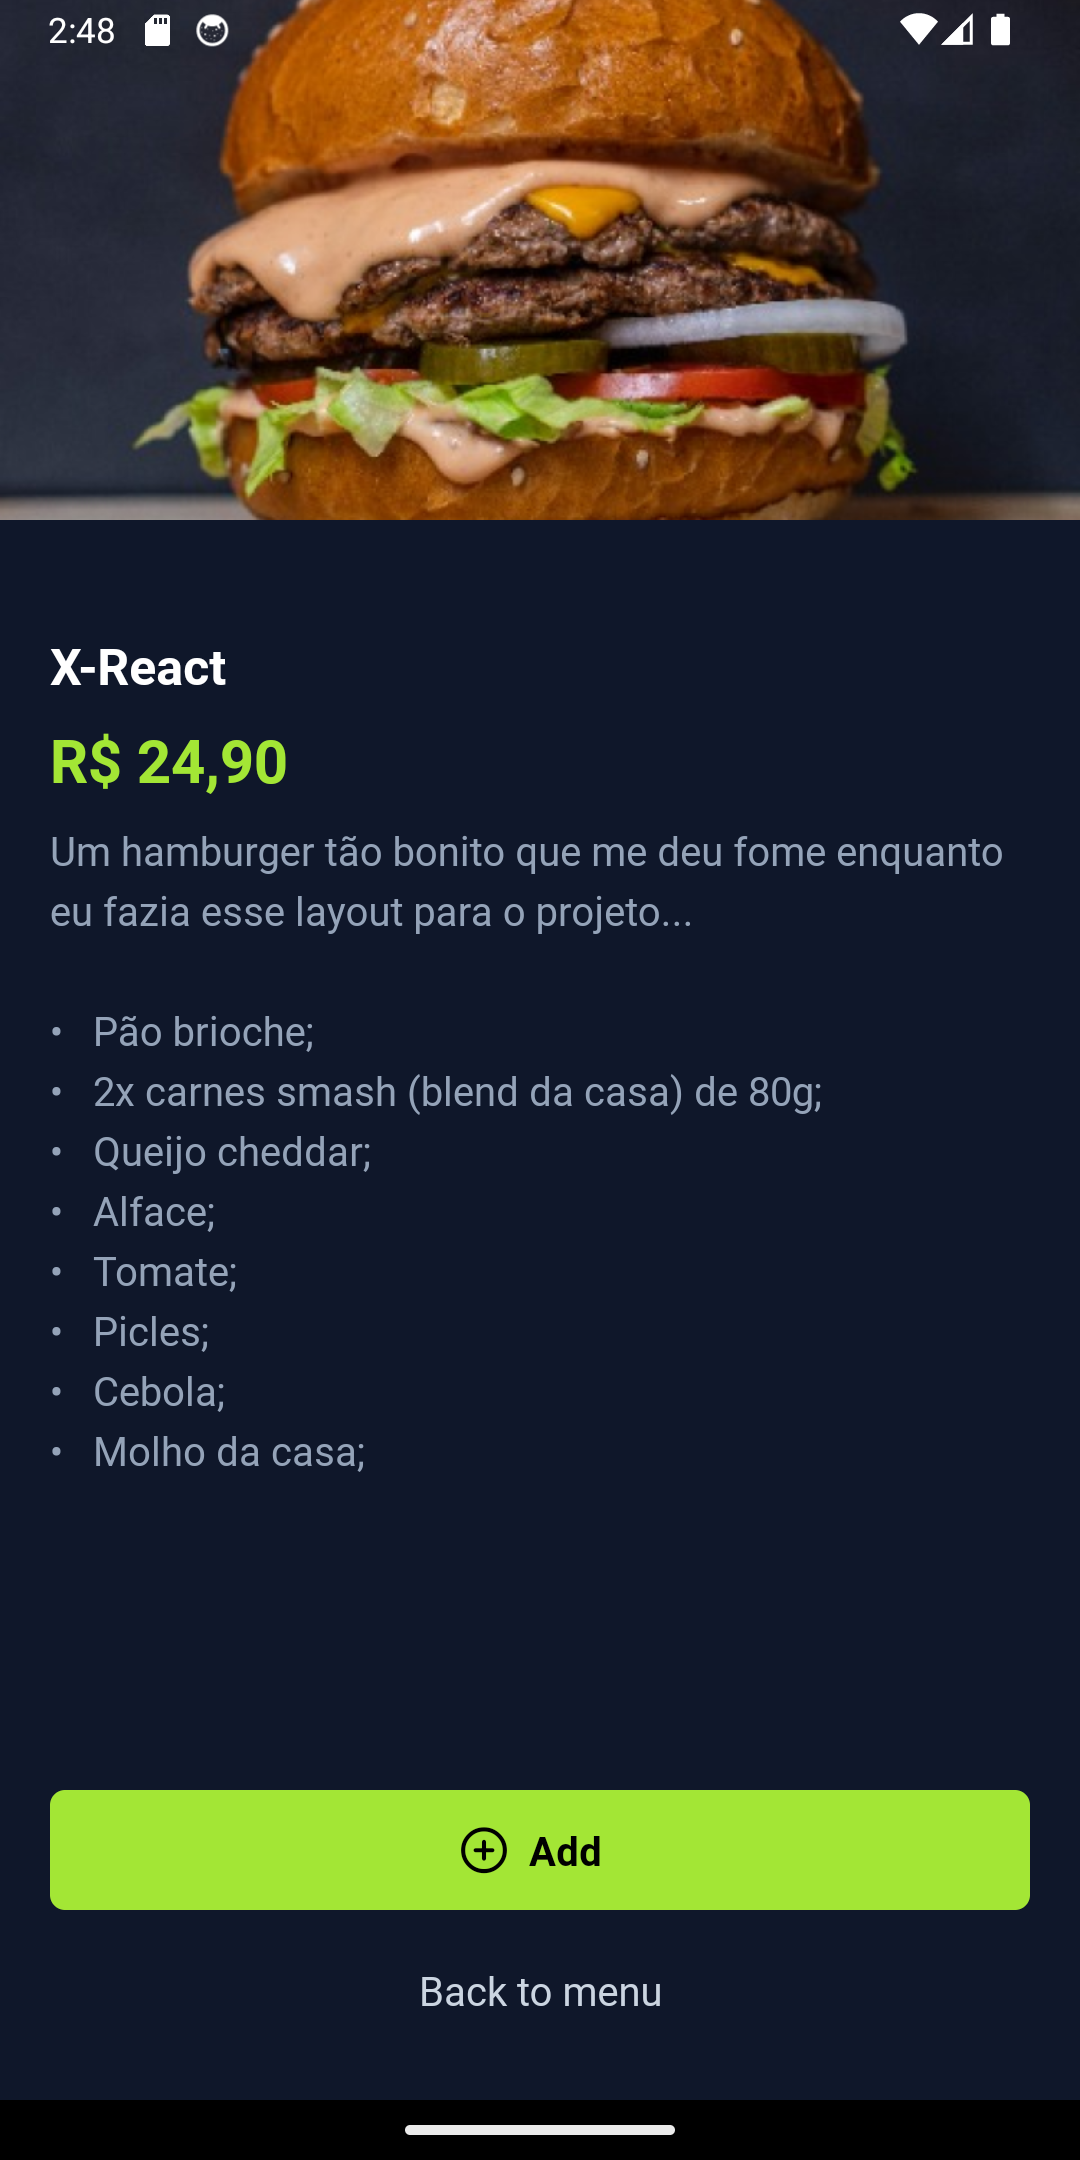 2:48
X-React
R$ 24,90
Um hamburger tão bonito que me deu fome enquanto
eu fazia esse layout para o projeto...
• Pão brioche;
• 2x carnes smash (blend da casa) de 80g;
• Queijo cheddar;
• Alface;
• Tomate;
• Picles;
• Cebola;
• Molho da casa;
Add
Back to menu